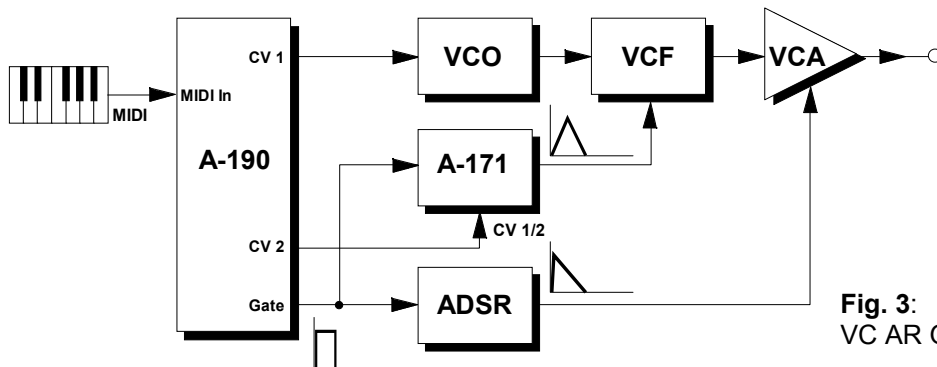 CV 1
VCO
VCF
VCA
MIDI In
MIDI
A-190
A-171
CV 1/2
CV 2
Gate
ADSR
Fig. 3:
VC AR